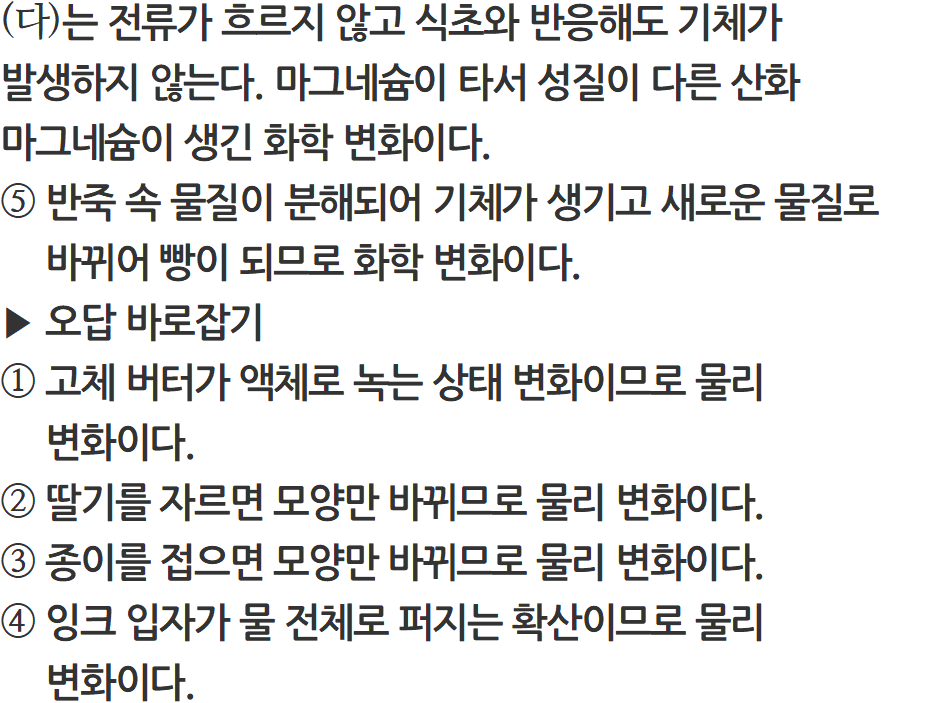 (다)는 전류가 흐르지 않고 식초와 반응해도 기체가
발생하지 않는다. 마그네슘이 타서 성질이 다른 산화
마그네슘이 생긴 화학 변화이다.
⑤ 반죽 속 물질이 분해되어 기체가 생기고 새로운 물질로
바뀌어 빵이 되므로 화학 변화이다.
▶ 오답 바로잡기
① 고체 버터가 액체로 녹는 상태 변화이므로 물리
변화이다.
② 딸기를 자르면 모양만 바뀌므로 물리 변화이다.
③ 종이를 접으면 모양만 바뀌므로 물리 변화이다.
④ 잉크 입자가 물 전체로 퍼지는 확산이므로 물리
변화이다.